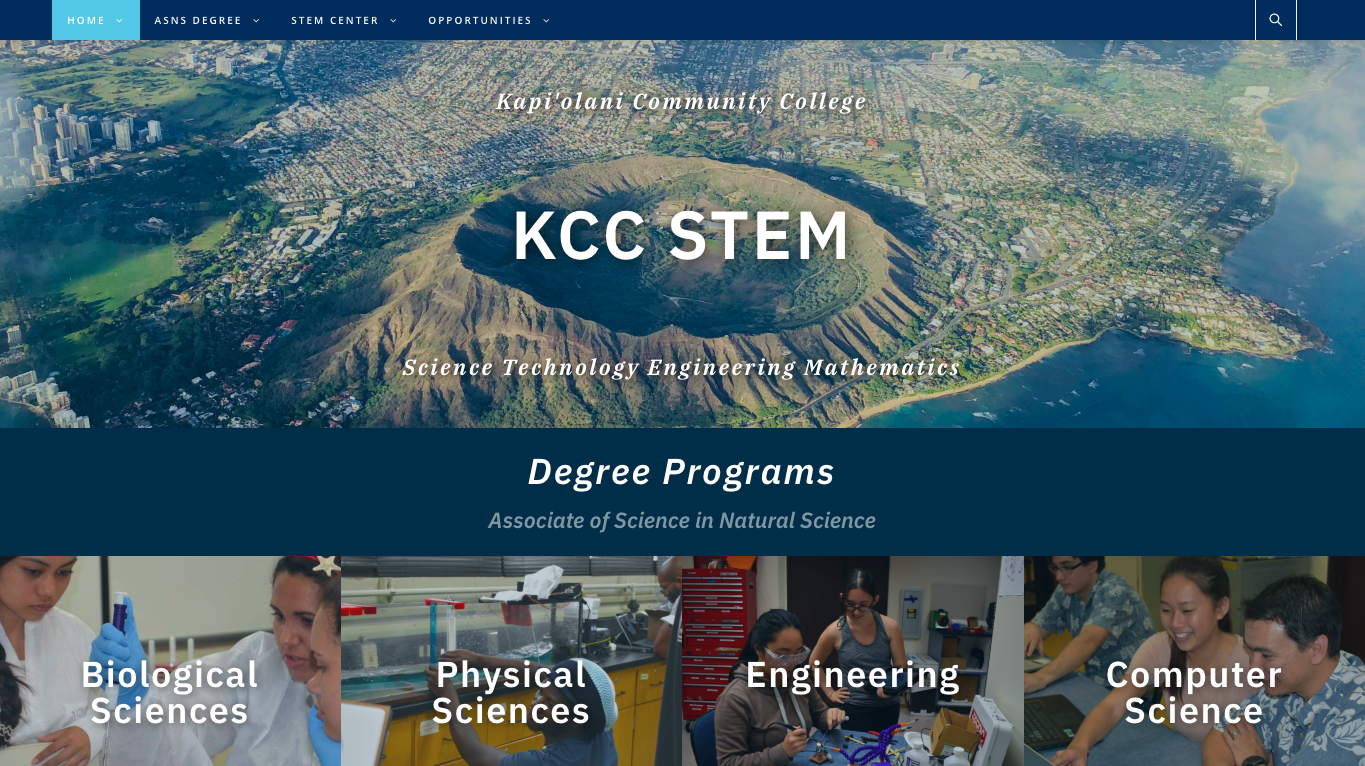 HOME
ASNS DEGREE
STEM CENTER
OPPORTUNITIES
Kapi'olani Community College
KCC STEM
Science Technology Engineering Mathematics
Degree Programs
Associate of Science in Natural Science
Biological
Sciences
Physical
Sciences
Engineering
Computer
Science